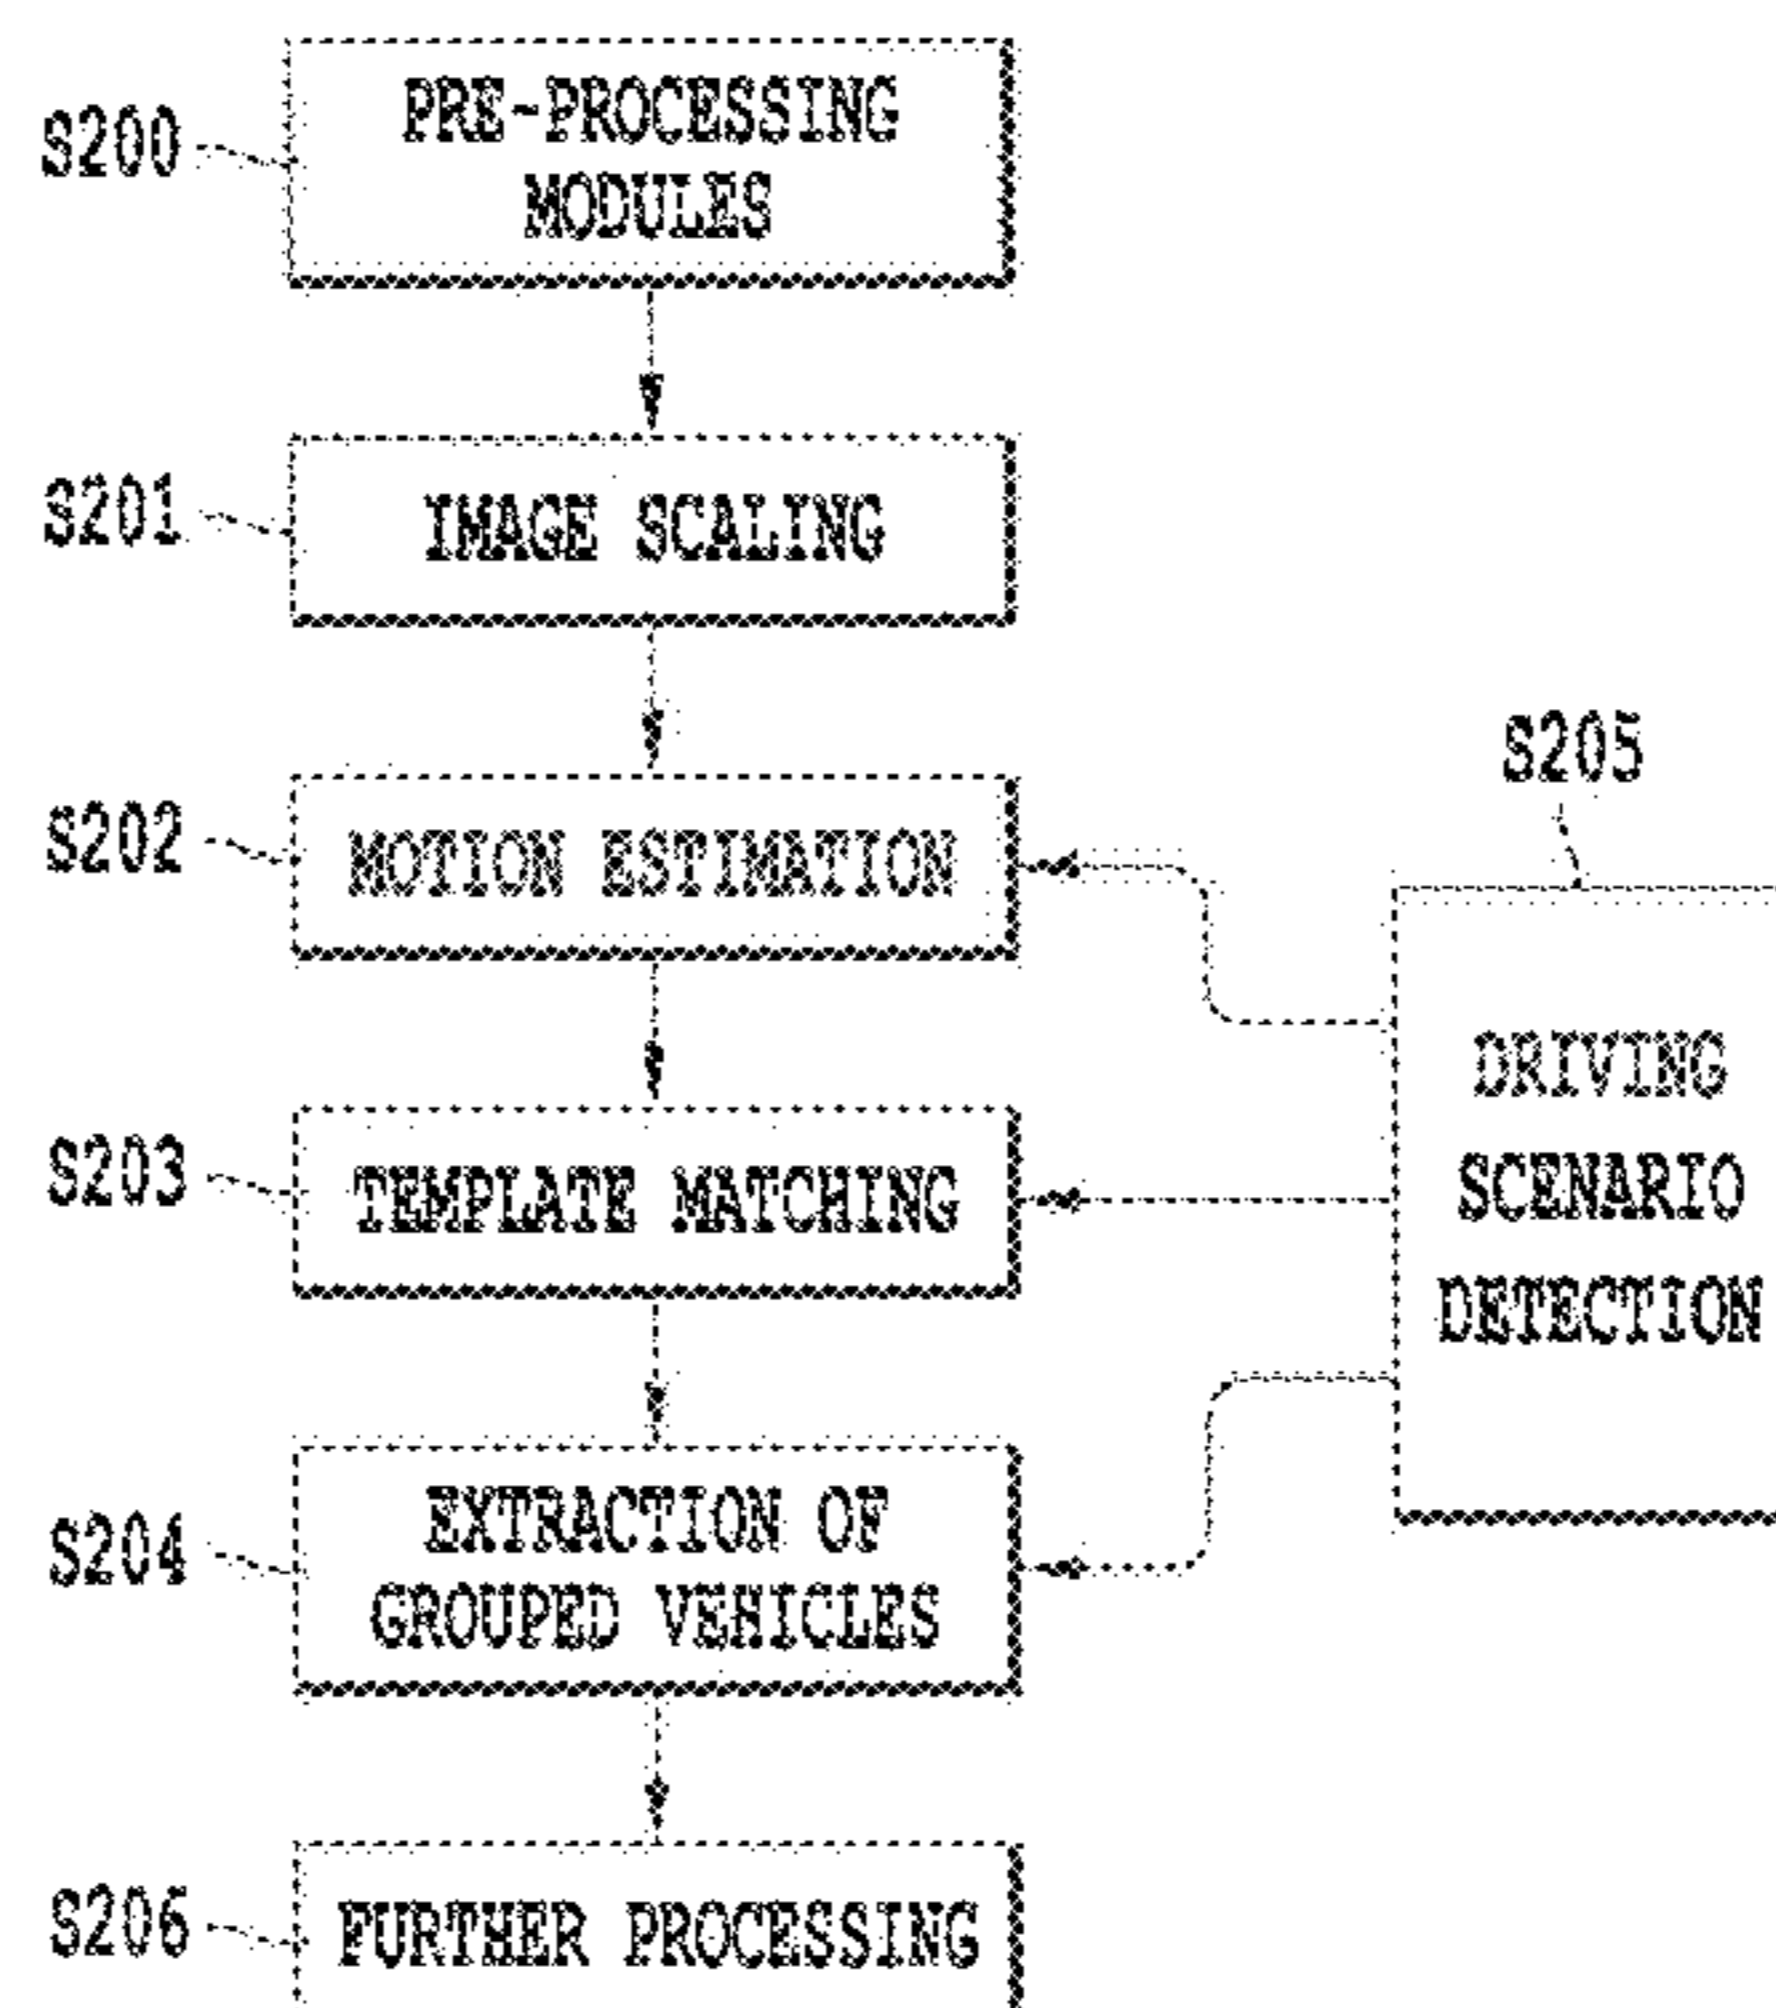 S200
PRE-PROCESSING
MODULES
S201
IMAGE SCALING
S202
MOTION ESTIMATION
S203
TEMPLATE MATCHING
S204
EXTRACTION OF
GROUPED VEHICLES
S205
DRIVING
SCENARIO
DETECTION
S206
FURTHER PROCESSING